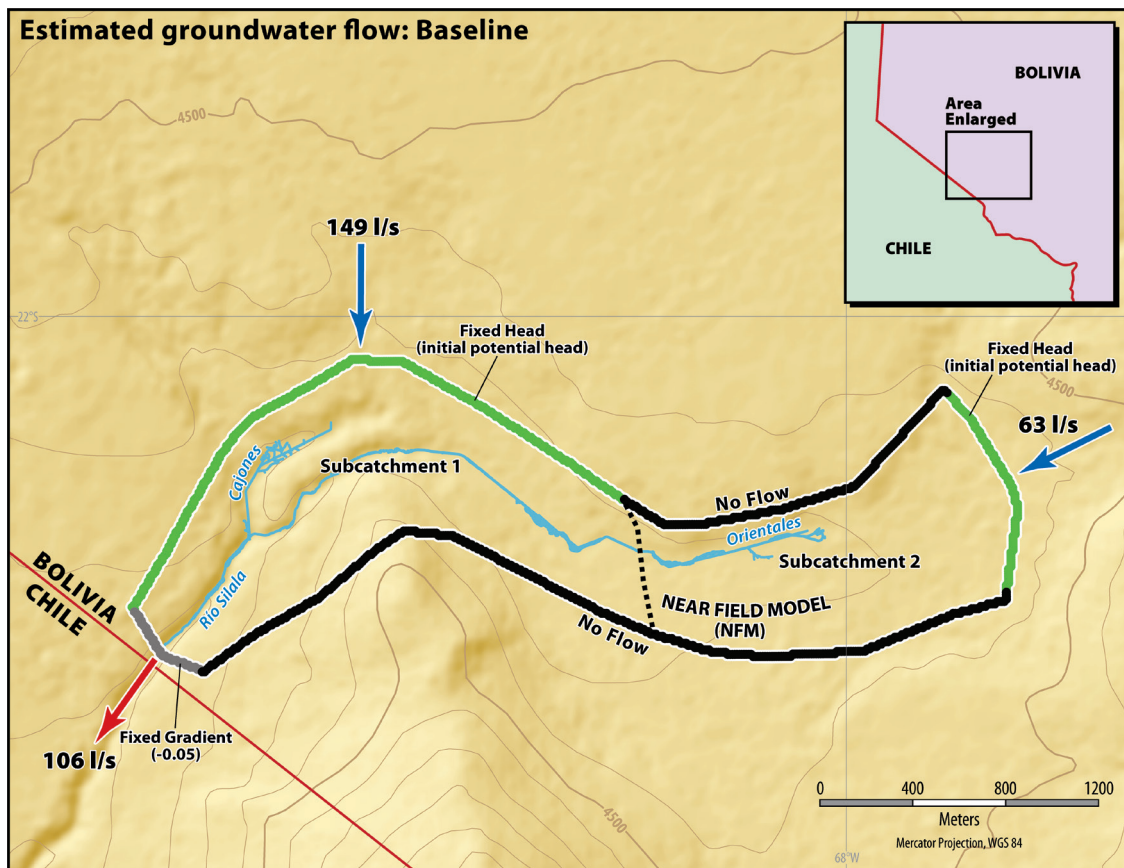 Estimated groundwater flow: Baseline
BOLIVIA
Area
Enlarged
CHILE
4500
149 l/s
22°S
Fixed Head
(initial potential head)
Fixed Head
(initial potential head)
4500
63 l/s
Cajones
Subcatchment 1
No Flow
Orientales
Subcatchment 2
BOLIVIA
CHILE
Río Silala
NEAR FIELD MODEL
(NFM)
No Flow
Fixed Gradient
(-0.05)
106 l/s
4500
0 400 800 1200
Meters
Mercator Projection, WGS 84
68°W